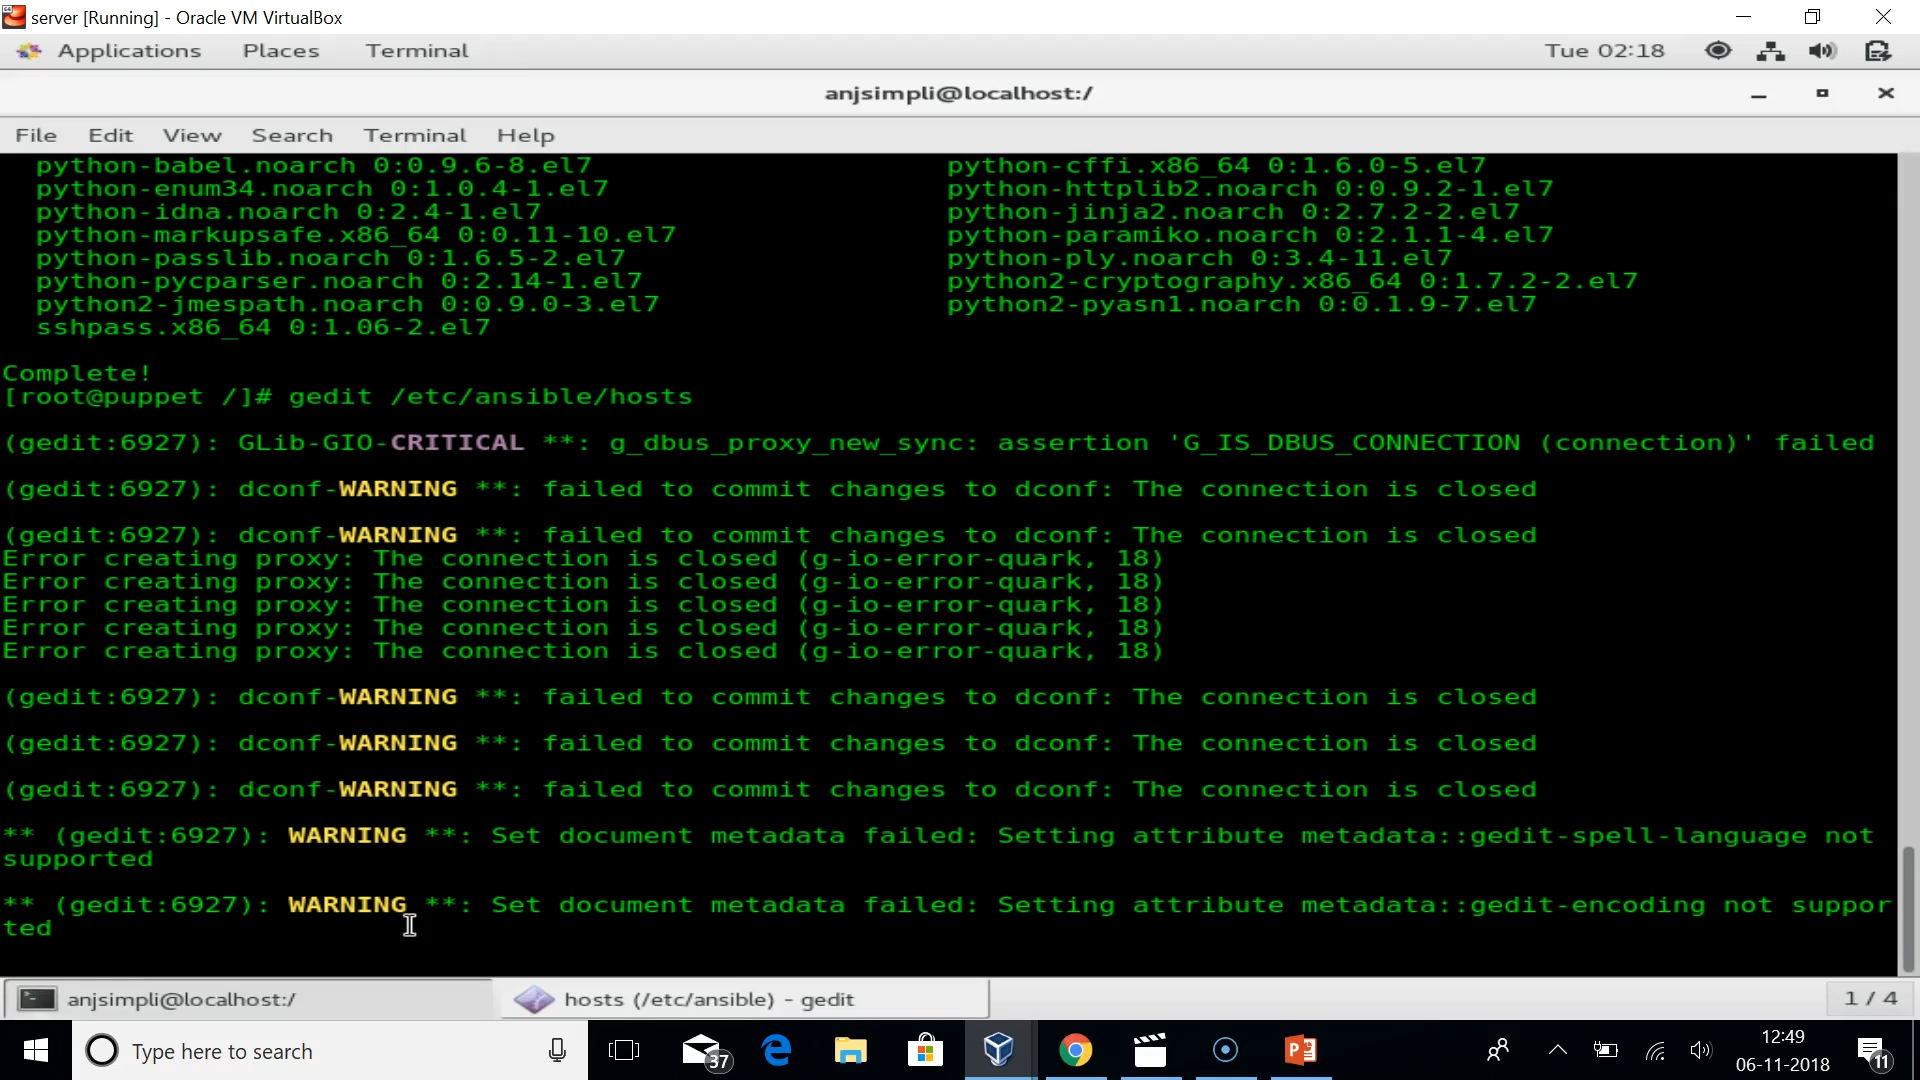 server [Running] - Oracle VM VirtualBox
Applications Places Terminal Tue 02:18
anjsimpli@localhost:/
File Edit View Search Terminal Help
python-babel.noarch 0:0.9.6-8.el7 python-cffi.x86_64 0:1.6.0-5.el7
python-enum34.noarch 0:1.0.4-1.el7 python-httplib2.noarch 0:0.9.2-1.el7
python-idna.noarch 0:2.4-1.el7 python-jinja2.noarch 0:2.7.2-2.el7
python-markupsafe.x86_64 0:0.11-10.el7 python-paramiko.noarch 0:2.1.1-4.el7
python-passlib.noarch 0:1.6.5-2.el7 python-ply.noarch 0:3.4-11.el7
python-pycparser.noarch 0:2.14-1.el7 python2-cryptography.x86_64 0:1.7.2-2.el7
python2-jmespath.noarch 0:0.9.0-3.el7 python2-pyasn1.noarch 0:0.1.9-7.el7
sshpass.x86_64 0:1.06-2.el7
Complete!
[root@puppet /]# gedit /etc/ansible/hosts
(gedit:6927): GLib-GIO-CRITICAL **: g_dbus_proxy_new_sync: assertion 'G_IS_DBUS_CONNECTION (connection)' failed
(gedit:6927): dconf-WARNING **: failed to commit changes to dconf: The connection is closed
(gedit:6927): dconf-WARNING **: failed to commit changes to dconf: The connection is closed
Error creating proxy: The connection is closed (g-io-error-quark, 18)
Error creating proxy: The connection is closed (g-io-error-quark, 18)
Error creating proxy: The connection is closed (g-io-error-quark, 18)
Error creating proxy: The connection is closed (g-io-error-quark, 18)
Error creating proxy: The connection is closed (g-io-error-quark, 18)
(gedit:6927): dconf-WARNING **: failed to commit changes to dconf: The connection is closed
(gedit:6927): dconf-WARNING **: failed to commit changes to dconf: The connection is closed
(gedit:6927): dconf-WARNING **: failed to commit changes to dconf: The connection is closed
** (gedit:6927): WARNING **: Set document metadata failed: Setting attribute metadata::gedit-spell-language not
supported
** (gedit:6927): WARNING **: Set document metadata failed: Setting attribute metadata::gedit-encoding not suppor
ted
anjsimpli@localhost:/ hosts (/etc/ansible) - gedit 1 / 4
Type here to search 37 12:49
06-11-2018 11